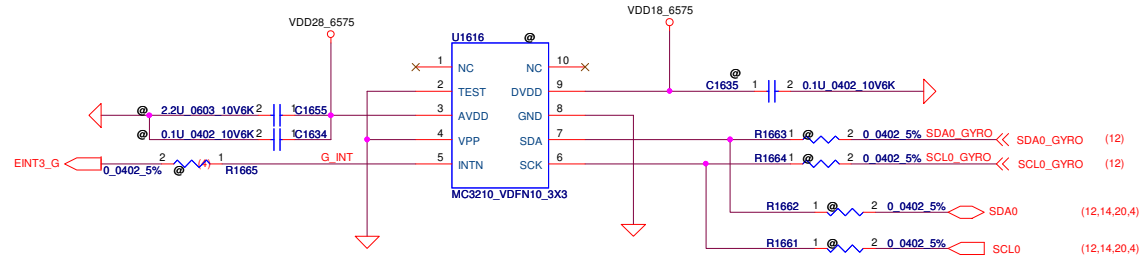 VDD28_6575
VDD18_6575
U1616 @
1 NC NC 10
2 TEST DVDD 9
3 AVDD GND 8
4 VPP SDA 7
5 INTN SCK 6
MC3210_VDFN10_3X3
@
C1635 1 2 0.1U_0402_10V6K
@ 2.2U_0603_10V6K 2 1 C1655
@ 0.1U_0402_10V6K 2 1 C1634
EINT3_G 2 1 G_INT
0_0402_5% @ (4) R1665
R1663 1 @ 2 0_0402_5% SDA0_GYRO SDA0_GYRO (12)
R1664 1 @ 2 0_0402_5% SCL0_GYRO SCL0_GYRO (12)
R1662 1 @ 2 0_0402_5% SDA0 (12,14,20,4)
R1661 1 @ 2 0_0402_5% SCL0 (12,14,20,4)